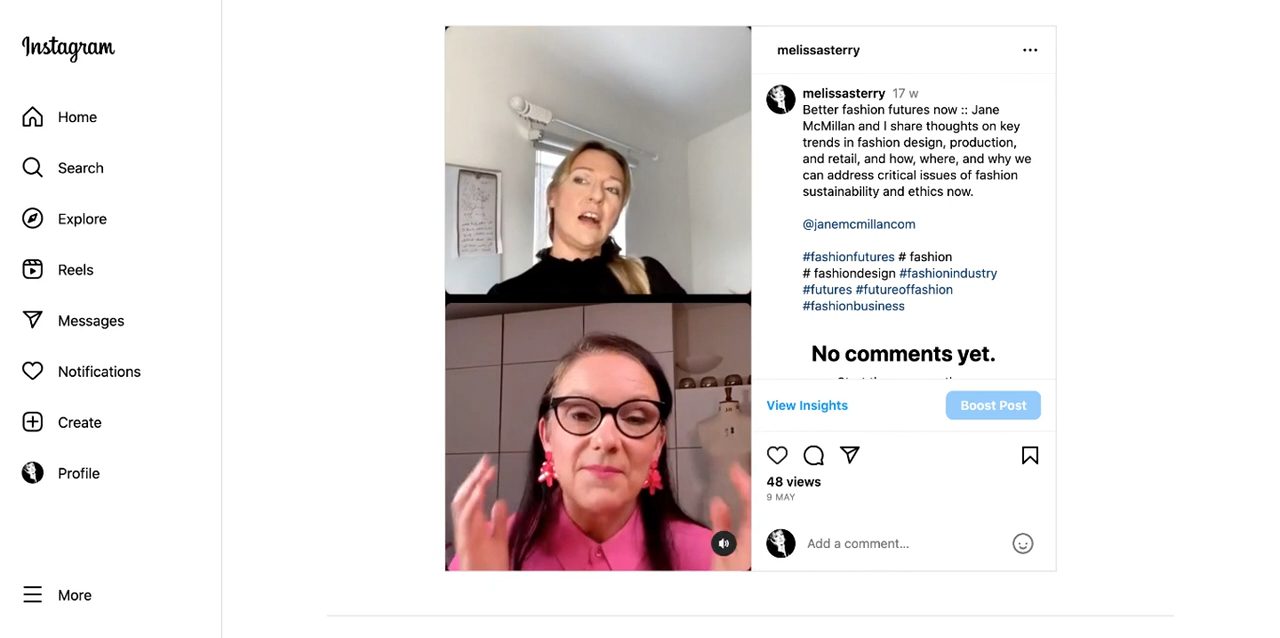 Instagram
Home
Search
Explore
Reels
Messages
Notifications
Create
Profile
More
melissasterry
melissasterry 17 w
Better fashion futures now :: Jane
McMillan and I share thoughts on key
trends in fashion design, production,
and retail, and how, where, and why we
can address critical issues of fashion
sustainability and ethics now.
@janemcmillancom
#fashionfutures # fashion
# fashiondesign #fashionindustry
#futures #futureoffashion
#fashionbusiness
No comments yet.
View Insights
Boost Post
48 views
9 MAY
Add a comment...